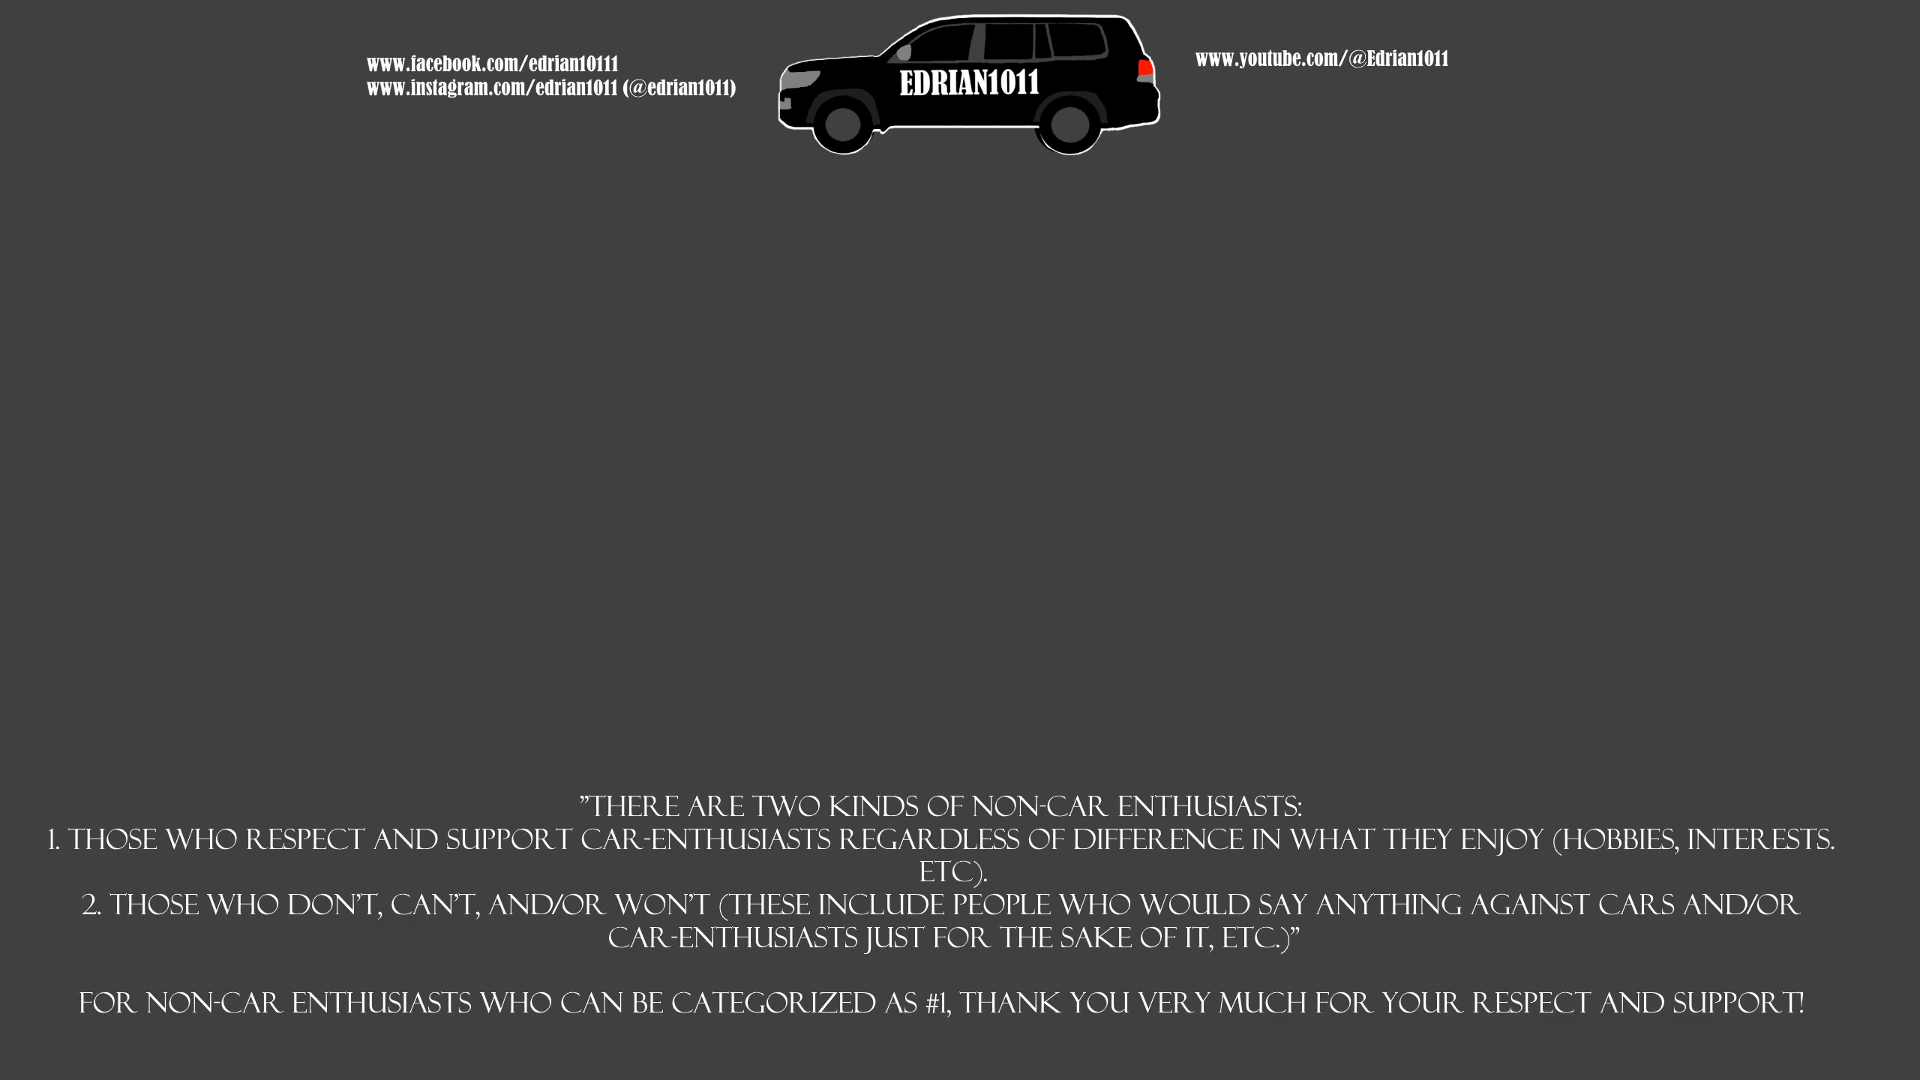 www.facebook.com/edrian10111
www.instagram.com/edrian1011 (@edrian1011)
EDRIAN1011
www.youtube.com/@Edrian1011
"THERE ARE TWO KINDS OF NON-CAR ENTHUSIASTS:
1. THOSE WHO RESPECT AND SUPPORT CAR-ENTHUSIASTS REGARDLESS OF DIFFERENCE IN WHAT THEY ENJOY (HOBBIES, INTERESTS.
ETC).
2. THOSE WHO DON'T, CAN'T, AND/OR WON'T (THESE INCLUDE PEOPLE WHO WOULD SAY ANYTHING AGAINST CARS AND/OR
CAR-ENTHUSIASTS JUST FOR THE SAKE OF IT, ETC.)"
FOR NON-CAR ENTHUSIASTS WHO CAN BE CATEGORIZED AS #1, THANK YOU VERY MUCH FOR YOUR RESPECT AND SUPPORT!